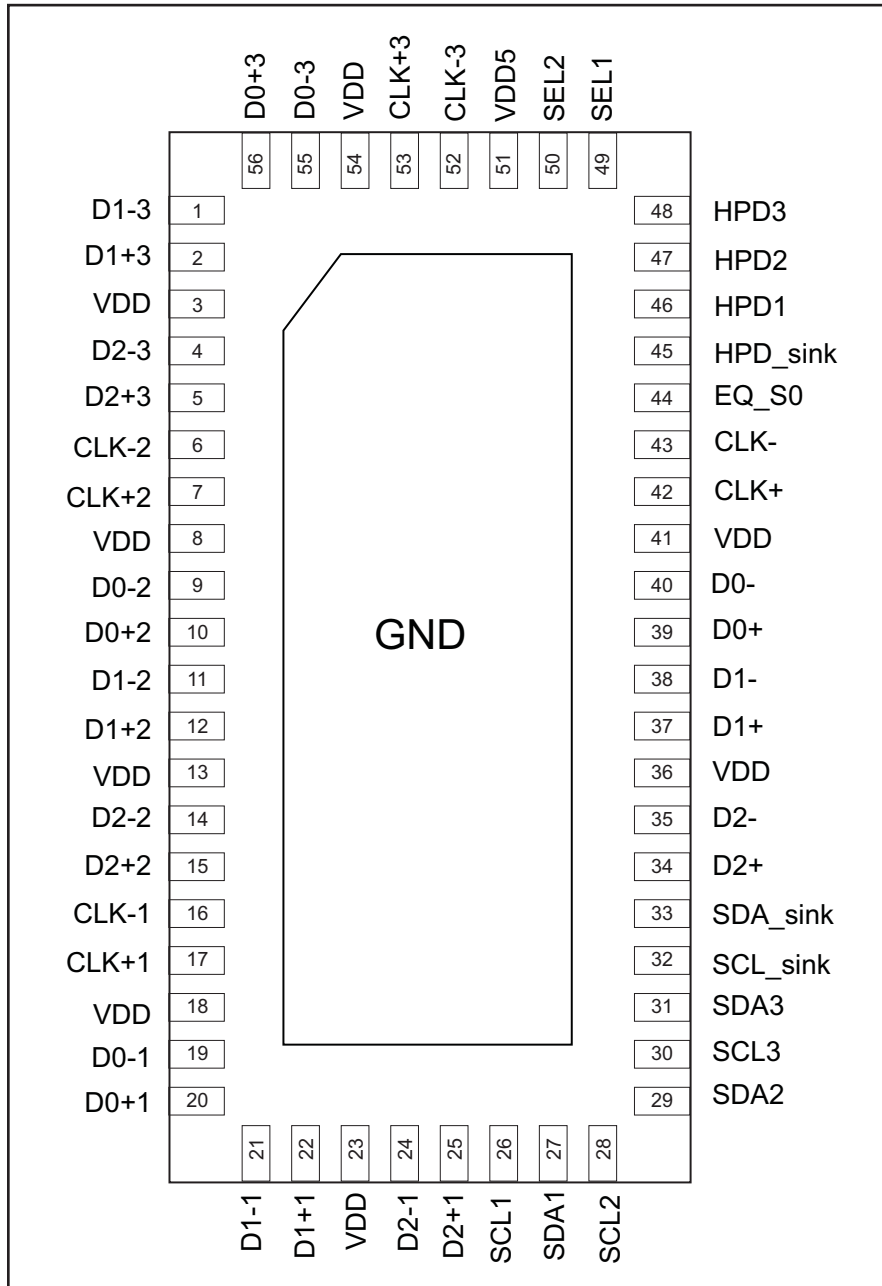 D0+3
D0-3
VDD
CLK+3
CLK-3
VDD5
SEL2
SEL1
56
55
54
53
52
51
50
49
D1-3 1
D1+3 2
VDD 3
D2-3 4
D2+3 5
CLK-2 6
CLK+2 7
VDD 8
D0-2 9
D0+2 10
D1-2 11
D1+2 12
VDD 13
D2-2 14
D2+2 15
CLK-1 16
CLK+1 17
VDD 18
D0-1 19
D0+1 20
GND
48 HPD3
47 HPD2
46 HPD1
45 HPD_sink
44 EQ_S0
43 CLK-
42 CLK+
41 VDD
40 D0-
39 D0+
38 D1-
37 D1+
36 VDD
35 D2-
34 D2+
33 SDA_sink
32 SCL_sink
31 SDA3
30 SCL3
29 SDA2
21
22
23
24
25
26
27
28
D1-1
D1+1
VDD
D2-1
D2+1
SCL1
SDA1
SCL2